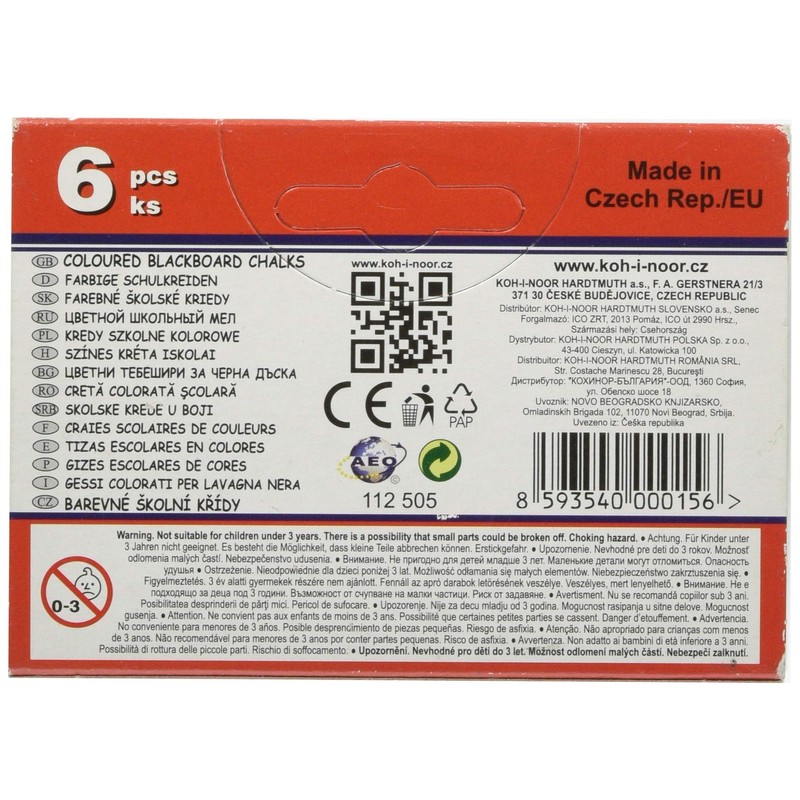 6 pcs
ks
Made in
Czech Rep./EU
GB COLOURED BLACKBOARD CHALKS
D FARBIGE SCHULKREIDEN
SK FAREBNÉ ŠKOLSKÉ KRIEDY
RU ЦВЕТНОЙ ШКОЛЬНЫЙ МЕЛ
PL KREDY SZKOLNE KOLOROWE
H SZÍNES KRÉTA ISKOLAI
BG ЦВЕТНИ ТЕБЕШИРИ ЗА ЧЕРНА ДЪСКА
RO CRETĂ COLORATĂ ŞCOLARĂ
SRB SKOLSKE KREDE U BOJI
F CRAIES SCOLAIRES DE COULEURS
E TIZAS ESCOLARES EN COLORES
P GIZES ESCOLARES DE CORES
I GESSI COLORATI PER LAVAGNA NERA
CZ BAREVNÉ ŠKOLNÍ KŘÍDY
www.koh-i-noor.cz
CE
PAP
AEO
112 505
www.koh-i-noor.cz
KOH-I-NOOR HARDTMUTH a.s., F. A. GERSTNERA 21/3
371 30 ČESKÉ BUDĚJOVICE, CZECH REPUBLIC
Distribútor: KOH-I-NOOR HARDTMUTH SLOVENSKO a.s., Senec
Forgalmazó: ICO ZRT, 2013 Pomáz, ICO út 2990 Hrsz.,
Származási hely: Csehország
Dystrybutor: KOH-I-NOOR HARDTMUTH POLSKA Sp. z o.o.,
43-400 Cieszyn, ul. Katowicka 100
Distribuitor: KOH-I-NOOR HARDTMUTH ROMÂNIA SRL,
Str. Costache Marinescu 28, Bucureşti
Дистрибутор: "КОХИНОР-БЪЛГАРИЯ"-ООД, 1360 София,
ул. Обелско шосе 18
Uvoznik: NOVO BEOGRADSKO KNJIZARSKO,
Omladinskih Brigada 102, 11070 Novi Beograd, Srbija.
Uvezeno iz: Češka republika
8 593540 000156 >
0-3
Warning. Not suitable for children under 3 years. There is a possibility that small parts could be broken off. Choking hazard. • Achtung. Für Kinder unter
3 Jahren nicht geeignet. Es besteht die Möglichkeit, dass kleine Teile abbrechen können. Erstickgefahr. • Upozornenie. Nevhodné pre deti do 3 rokov. Možnosť
odlomenia malých častí. Nebezpečenstvo udusenia. • Внимание. Не пригодно для детей младше 3 лет. Маленькие детали могут отломиться. Опасность
удушья • Ostrzeżenie. Nieodpowiednie dla dzieci poniżej 3 lat. Możliwość odłamania się małych elementów. Niebezpieczeństwo zakrztuszenia się. •
Figyelmeztetés. 3 év alatti gyermekek részére nem ajánlott. Fennáll az apró darabok letörésének veszélye. Veszélyes, mert beinhalálható. • Внимание. Не е
подходящо за деца под 3 години. Възможност от счупване на малки частици. Риск от задавяне. • Avertisment. Nu se recomandă copiilor sub 3 ani.
Posibilitatea desprinderii de părţi mici. Pericol de sufocare. • Upozorenje. Nije za decu mladju od 3 godina. Mogucnost rasipanja u sitne delove. Mogucnost
gusenja. • Attention. Ne convient pas aux enfants de moins de 3 ans. Possibilité que certaines petites parties se cassent. Danger d'étouffement. • Advertencia.
No conveniente para menores de 3 años. Posible desprendimiento de piezas pequeñas. Riesgo de asfixia. • Atenção. Não apropriado para crianças com menos
de 3 anos. Não recomendável para menores de 3 anos por conter partes pequenas. Risco de asfixia. • Avvertenza. Non adatto ai bambini di età inferiore a 3 anni.
Possibilità di rottura delle piccole parti. Rischio di soffocamento. • Upozornění. Nevhodné pro děti do 3 let. Možnost odlomení malých částí. Nebezpečí zalknutí.